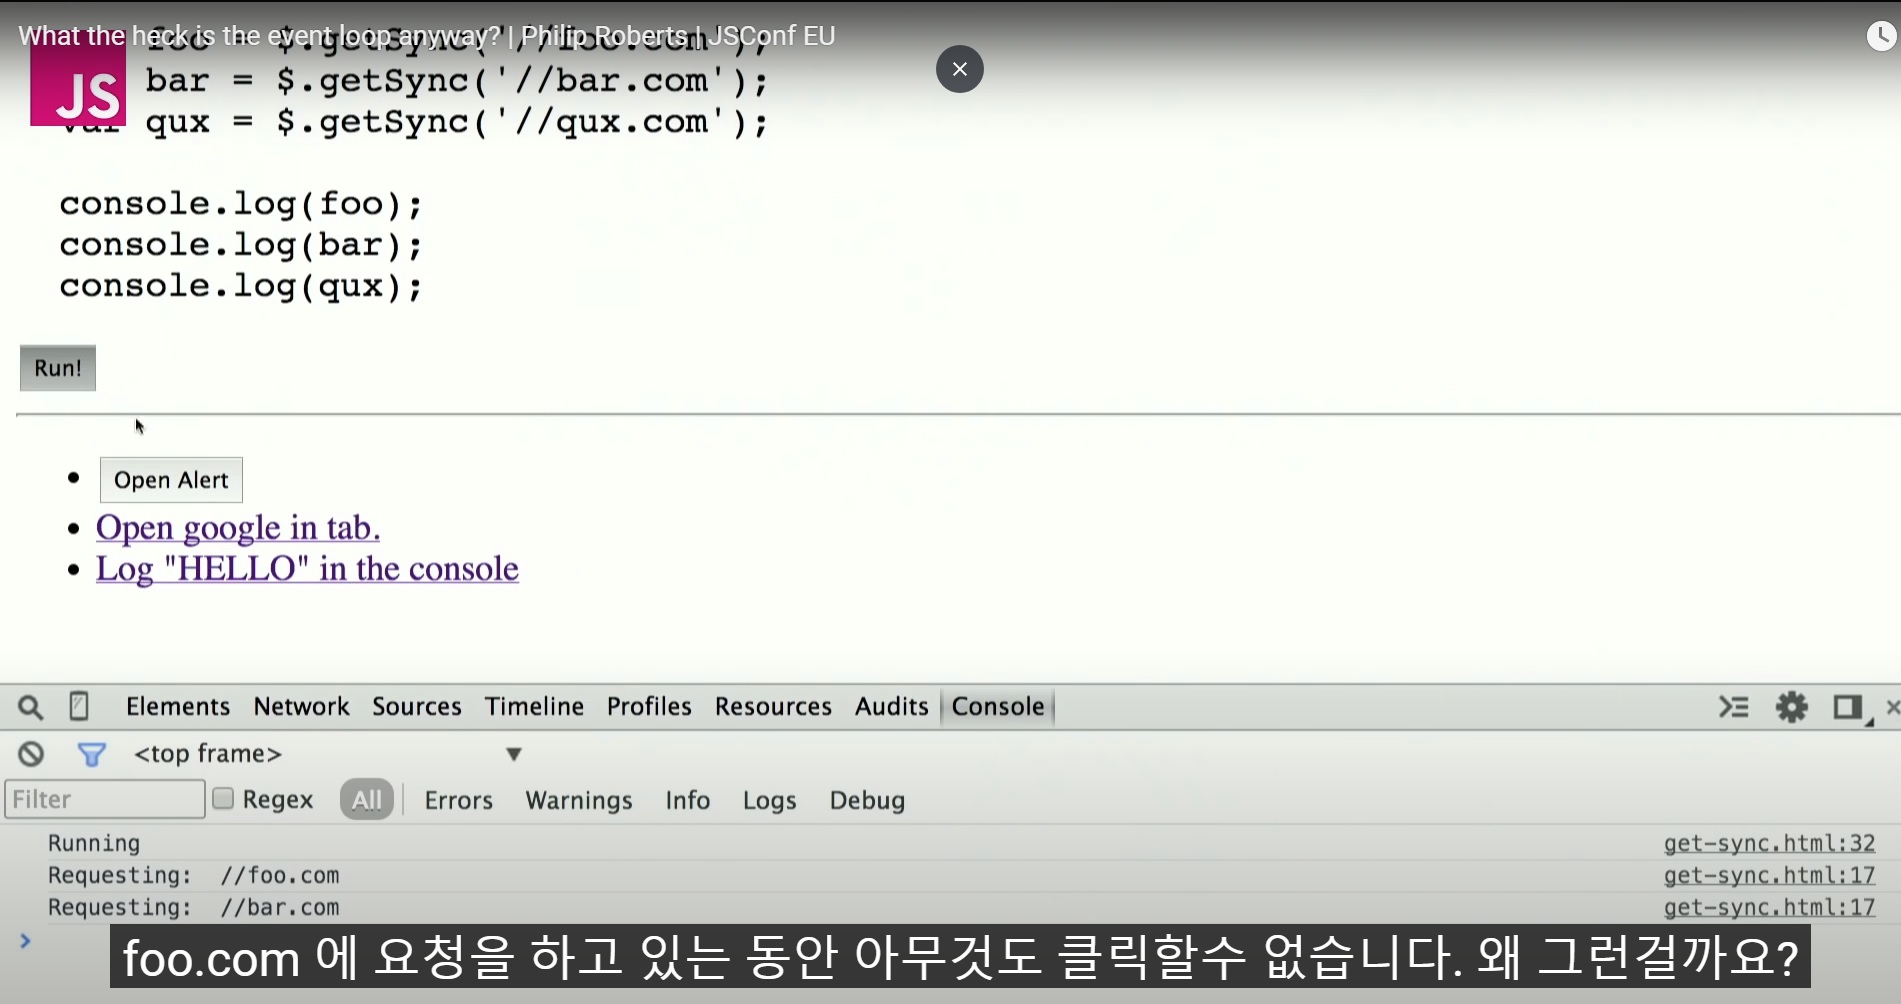 What the heck is the event loop anyway? | Philip Roberts | JSConf EU
foo = $.getSync('//foo.com');
JS
bar = $.getSync('//bar.com');
var qux = $.getSync('//qux.com');
console.log(foo);
console.log(bar);
console.log(qux);
Run!
Open Alert
Open google in tab.
Log "HELLO" in the console
Elements Network Sources Timeline Profiles Resources Audits Console
<top frame>
Filter Regex All Errors Warnings Info Logs Debug
Running get-sync.html:32
Requesting: //foo.com get-sync.html:17
Requesting: //bar.com get-sync.html:17
foo.com 에 요청을 하고 있는 동안 아무것도 클릭할수 없습니다. 왜 그런걸까요?